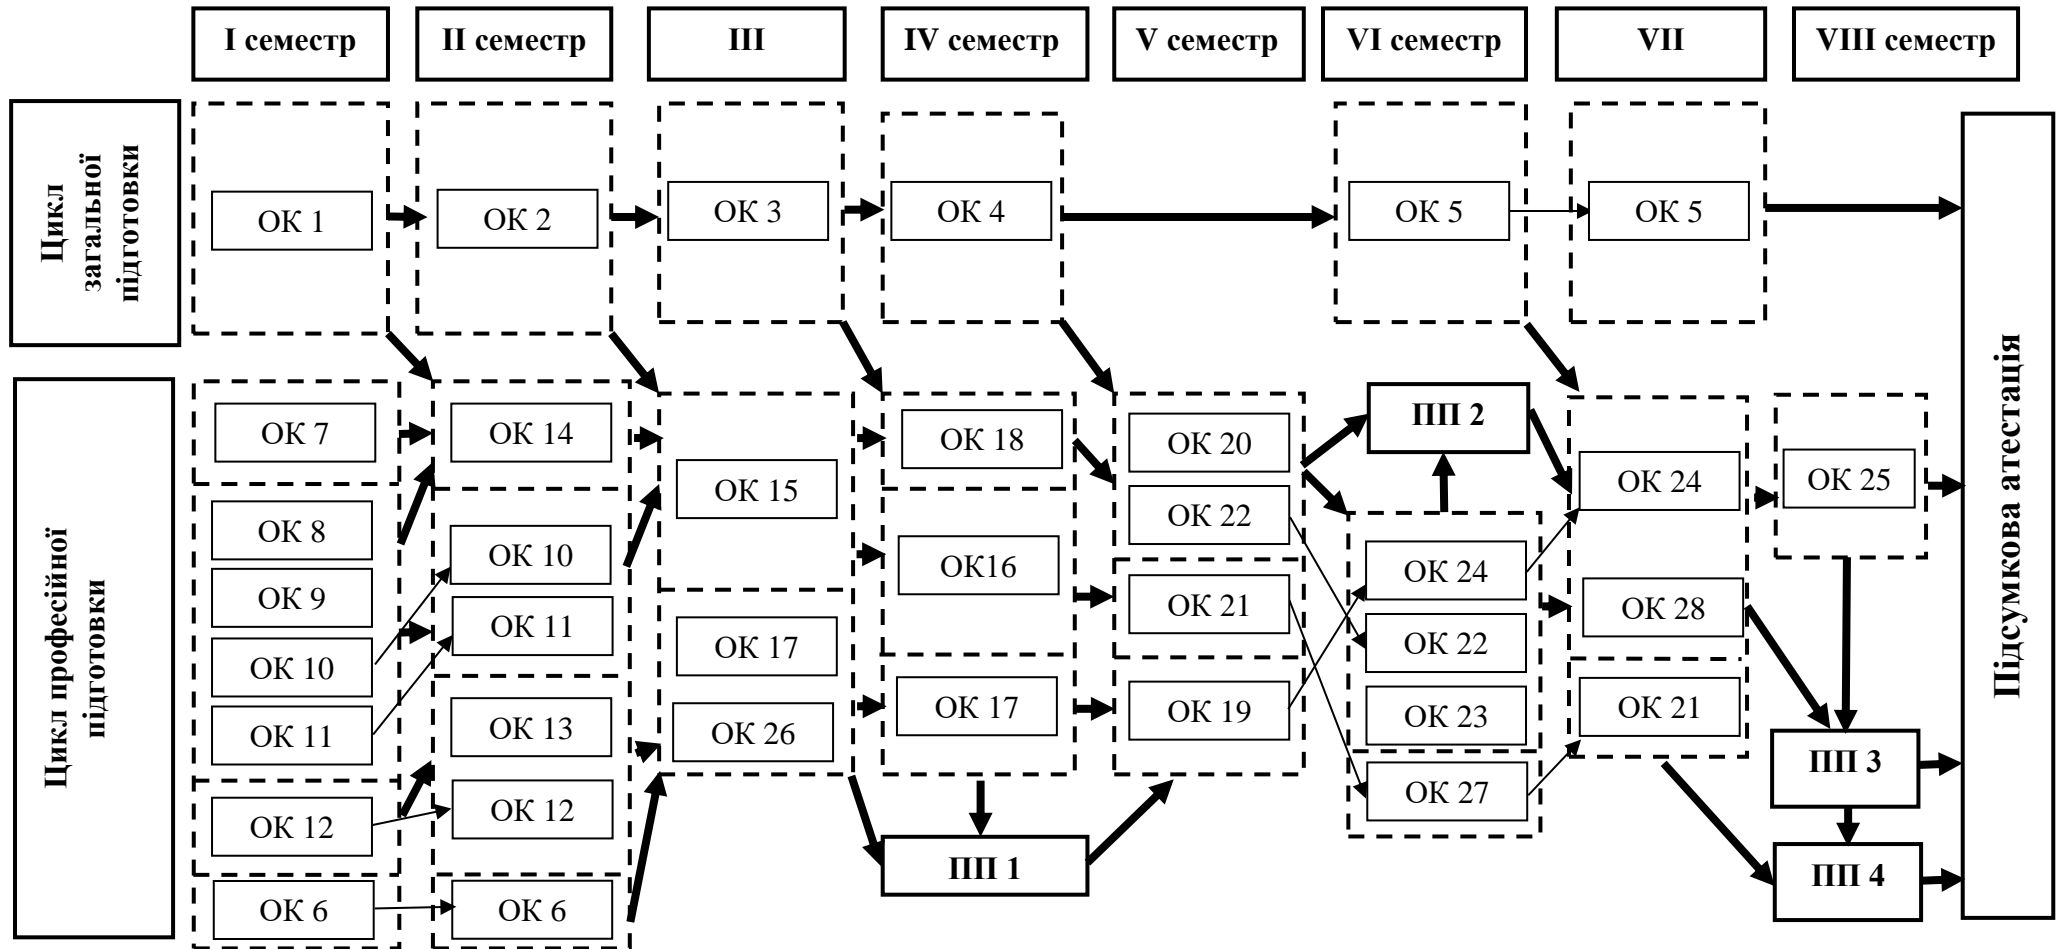 I семестр
II семестр
III
IV семестр
V семестр
VI семестр
VII
VIII семестр
Цикл
загальної
підготовки
ОК 1
ОК 2
ОК 3
ОК 4
ОК 5
ОК 5
Цикл професійної
підготовки
ОК 7
ОК 8
ОК 9
ОК 10
ОК 11
ОК 12
ОК 6
ОК 14
ОК 10
ОК 11
ОК 13
ОК 12
ОК 6
ОК 15
ОК 17
ОК 26
ОК 18
ОК16
ОК 17
ПП 1
ОК 20
ОК 22
ОК 21
ОК 19
ПП 2
ОК 24
ОК 22
ОК 23
ОК 27
ОК 24
ОК 28
ОК 21
ОК 25
ПП 3
ПП 4
Підсумкова атестація